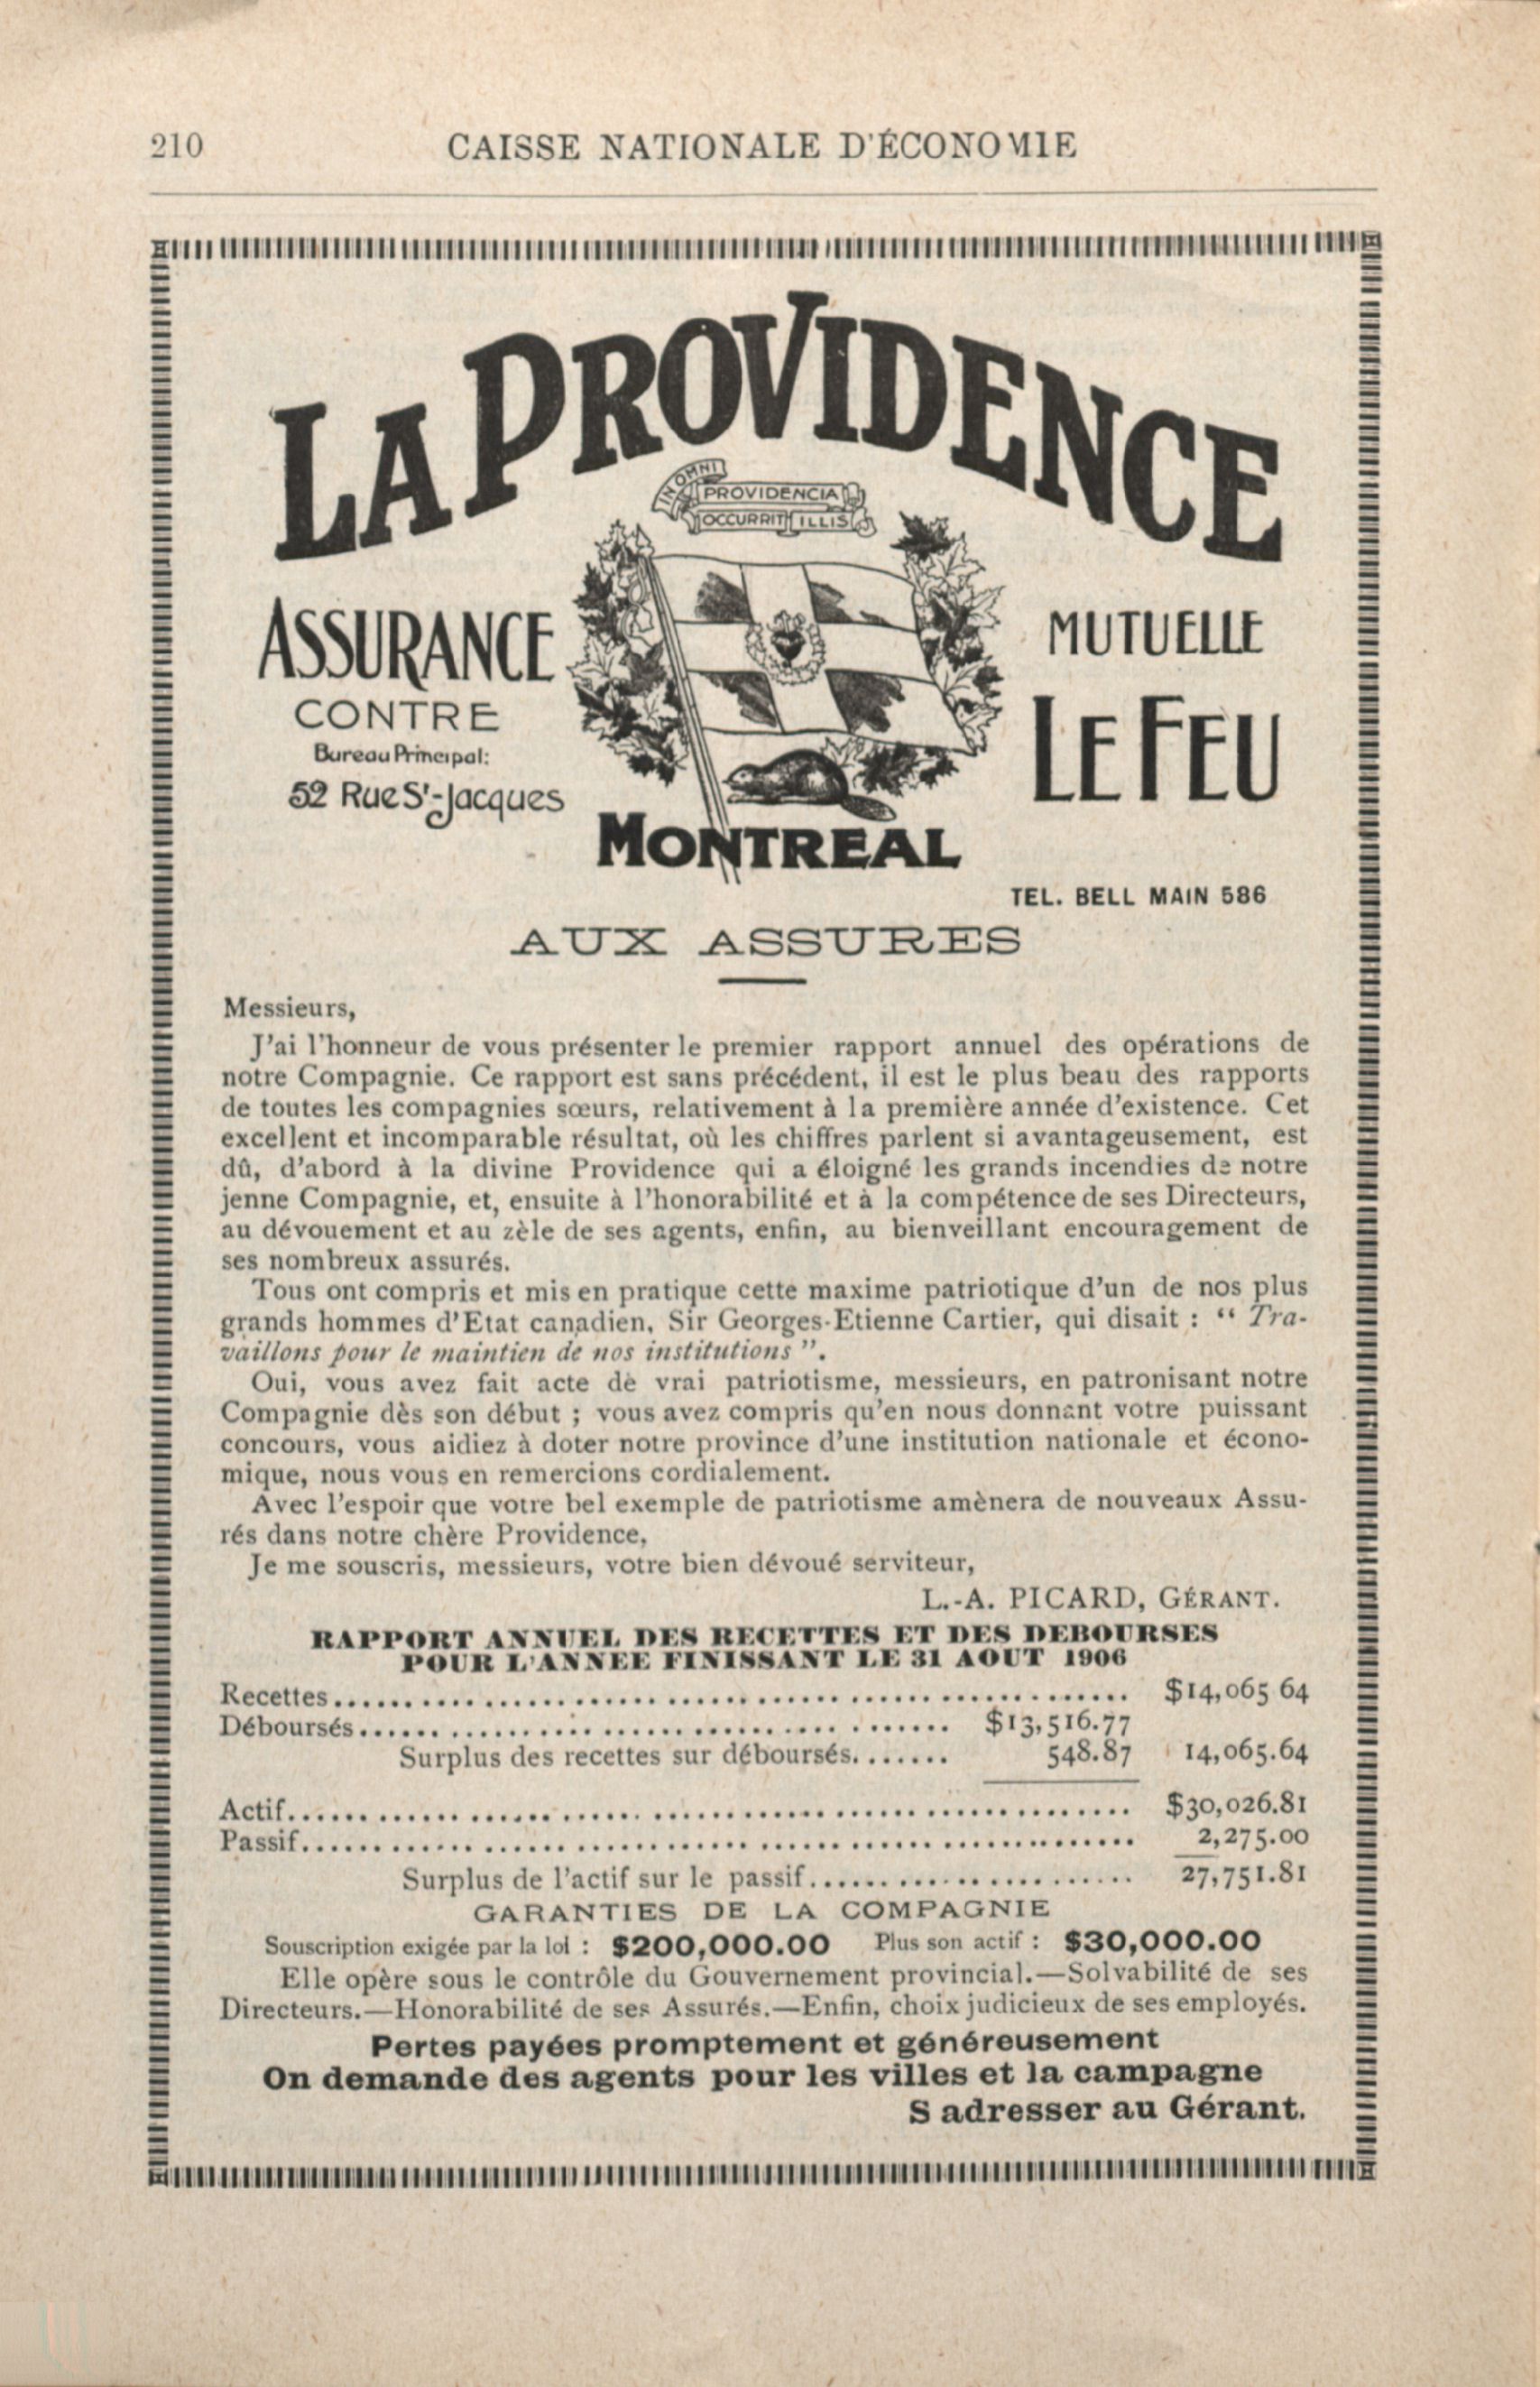 210 CAISSE NATIONALE D'ÉCONOMIE
LA PROVIDENCE
IN OMNI
PROVIDENCIA
OCCURRIT ILLIS
ASSURANCE MUTUELLE
CONTRE LE FEU
Bureau Principal:
52 Rue St-Jacques
MONTREAL
TEL. BELL MAIN 586
AUX ASSURES
Messieurs,
J'ai l'honneur de vous présenter le premier rapport annuel des opérations de
notre Compagnie. Ce rapport est sans précédent, il est le plus beau des rapports
de toutes les compagnies sœurs, relativement à la première année d'existence. Cet
excellent et incomparable résultat, où les chiffres parlent si avantageusement, est
dû, d'abord à la divine Providence qui a éloigné les grands incendies de notre
jenne Compagnie, et, ensuite à l'honorabilité et à la compétence de ses Directeurs,
au dévouement et au zèle de ses agents, enfin, au bienveillant encouragement de
ses nombreux assurés.
Tous ont compris et mis en pratique cette maxime patriotique d'un de nos plus
grands hommes d'Etat canadien, Sir Georges-Etienne Cartier, qui disait : “ Tra-
vaillons pour le maintien de nos institutions ”.
Oui, vous avez fait acte de vrai patriotisme, messieurs, en patronisant notre
Compagnie dès son début ; vous avez compris qu'en nous donnant votre puissant
concours, vous aidiez à doter notre province d'une institution nationale et écono-
mique, nous vous en remercions cordialement.
Avec l'espoir que votre bel exemple de patriotisme amènera de nouveaux Assu-
rés dans notre chère Providence,
Je me souscris, messieurs, votre bien dévoué serviteur,
L.-A. PICARD, GÉRANT.
RAPPORT ANNUEL DES RECETTES ET DES DEBOURSES
POUR L'ANNEE FINISSANT LE 31 AOUT 1906
Recettes........ $14,065 64
Déboursés........ $13,516.77
Surplus des recettes sur déboursés........ 548.87 14,065.64
Actif........ $30,026.81
Passif........ 2,275.00
Surplus de l'actif sur le passif........ 27,751.81
GARANTIES DE LA COMPAGNIE
Souscription exigée par la loi : $200,000.00 Plus son actif : $30,000.00
Elle opère sous le contrôle du Gouvernement provincial.—Solvabilité de ses
Directeurs.—Honorabilité de ses Assurés.—Enfin, choix judicieux de ses employés.
Pertes payées promptement et généreusement
On demande des agents pour les villes et la campagne
S adresser au Gérant.